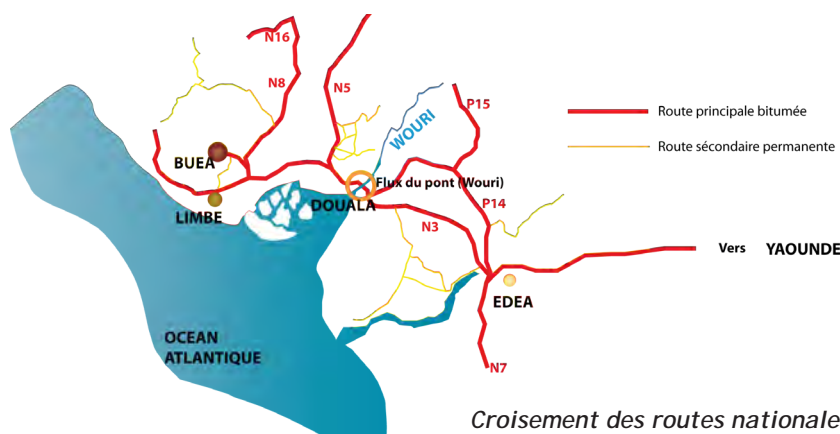 N16
N8
N5
P15
WOURI
Route principale bitumée
Route sécondaire permanente
BUEA
Flux du pont (Wouri)
LIMBE
DOUALA
P14
N3
Vers YAOUNDE
EDEA
OCEAN
ATLANTIQUE
N7
Croisement des routes nationale